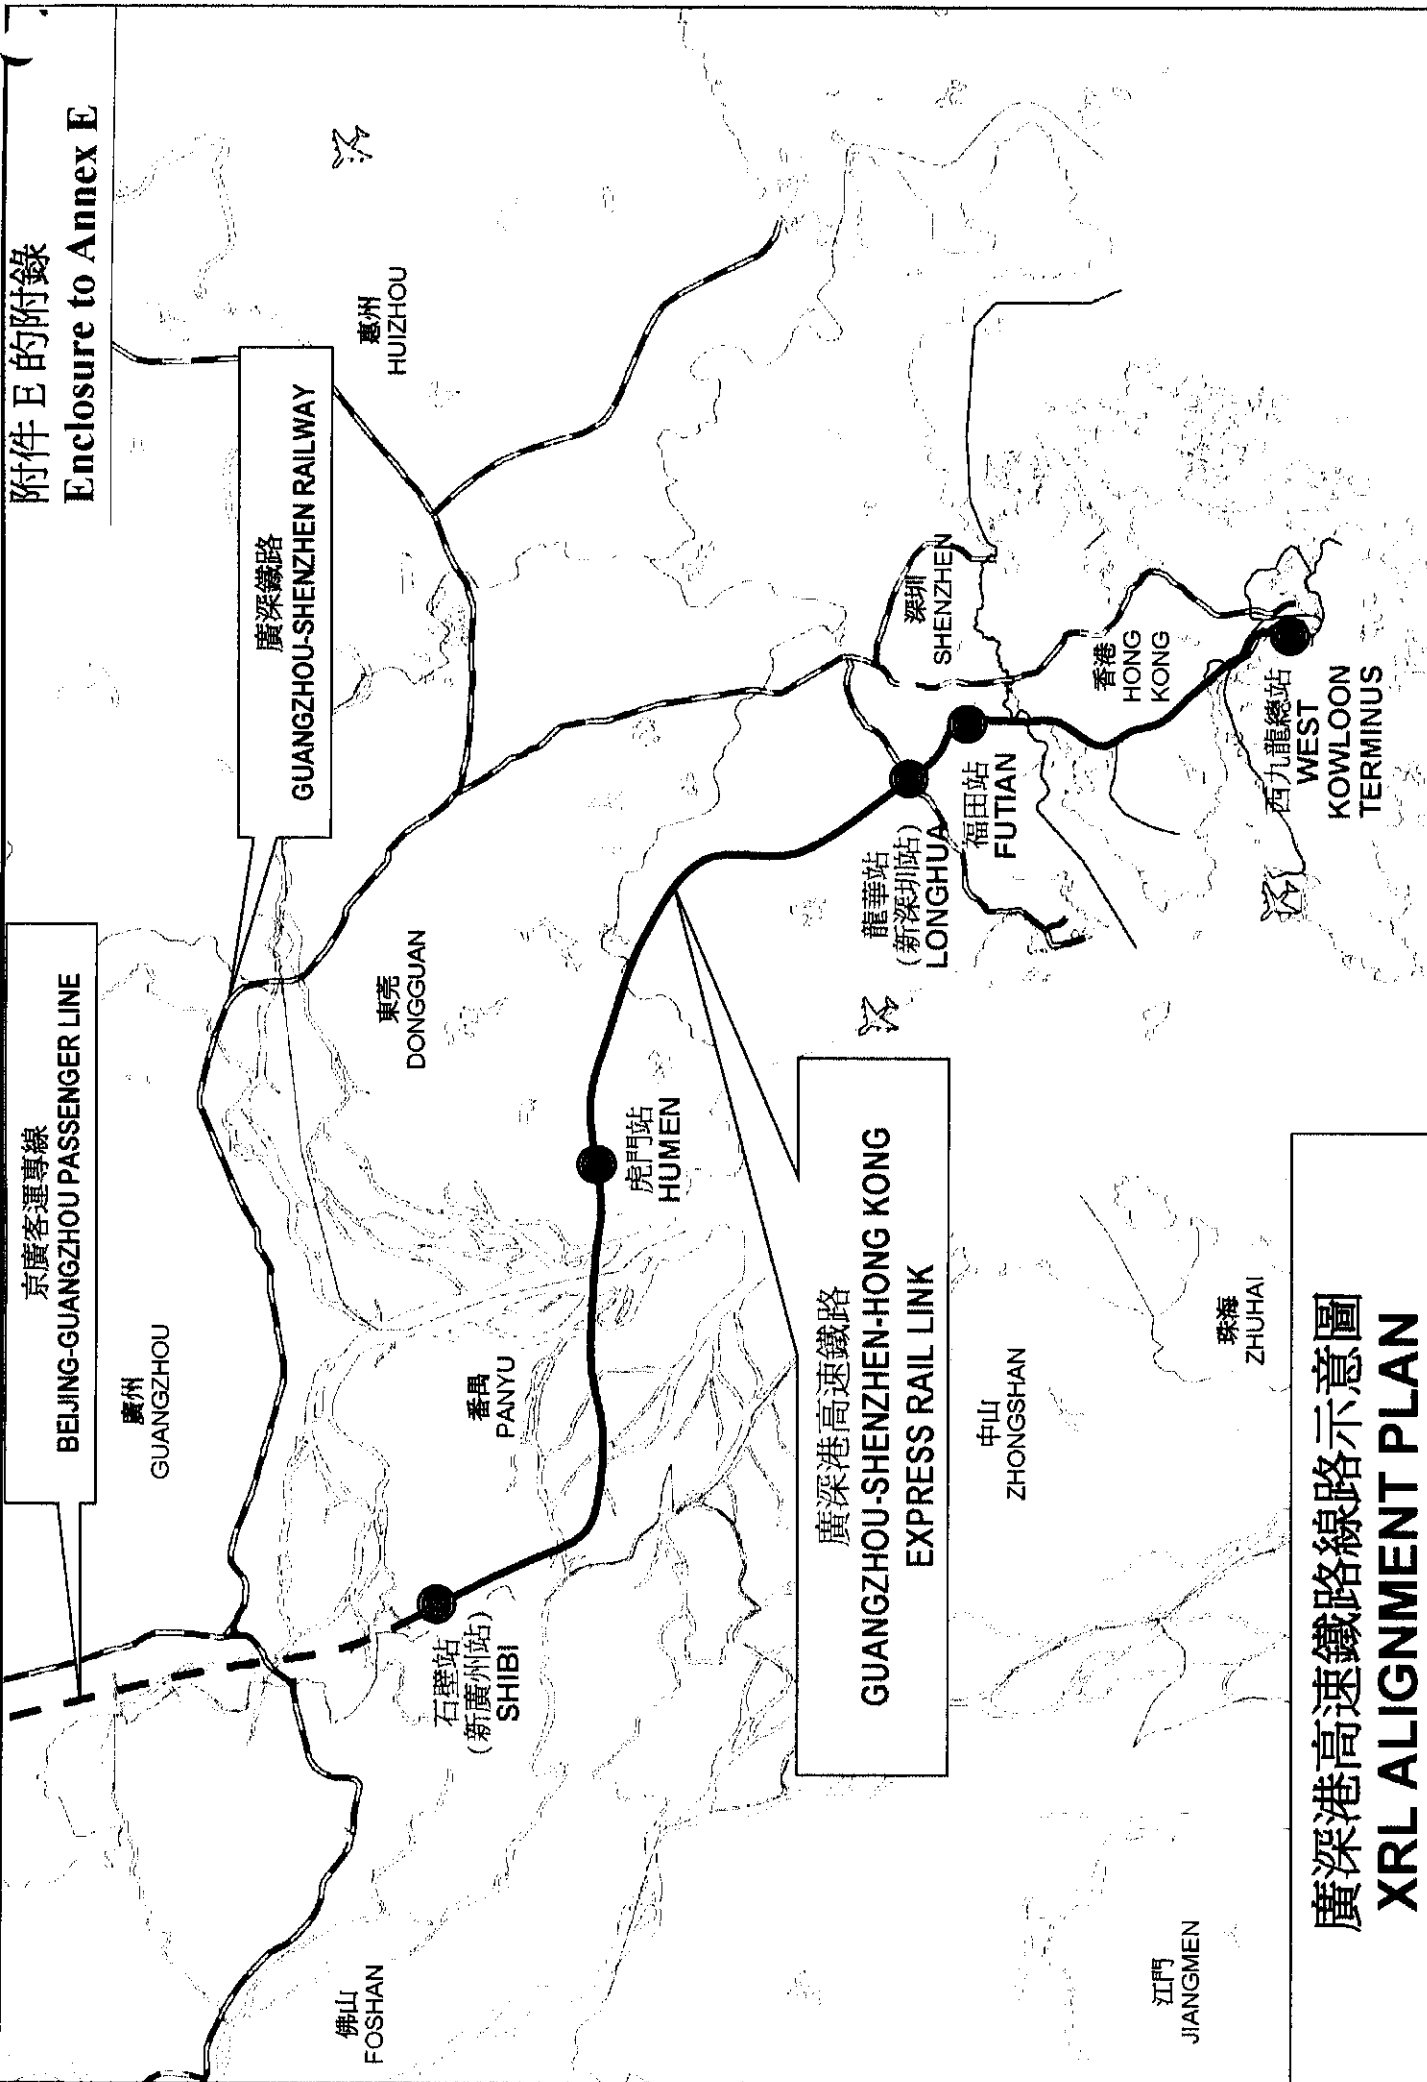 附件 E 的附錄
Enclosure to Annex E
京廣客運專線
BEIJING-GUANGZHOU PASSENGER LINE
廣深鐵路
GUANGZHOU-SHENZHEN RAILWAY
惠州
HUIZHOU
廣州
GUANGZHOU
佛山
FOSHAN
東莞
DONGGUAN
番禺
PANYU
石壁站
(新廣州站)
SHIBI
虎門站
HUMEN
龍華站
(新深圳站)
LONGHUA
福田站
FUTIAN
深圳
SHENZHEN
香港
HONG
KONG
西九龍總站
WEST
KOWLOON
TERMINUS
廣深港高速鐵路
GUANGZHOU-SHENZHEN-HONG KONG
EXPRESS RAIL LINK
中山
ZHONGSHAN
珠海
ZHUHAI
江門
JIANGMEN
廣深港高速鐵路線路示意圖
XRL ALIGNMENT PLAN